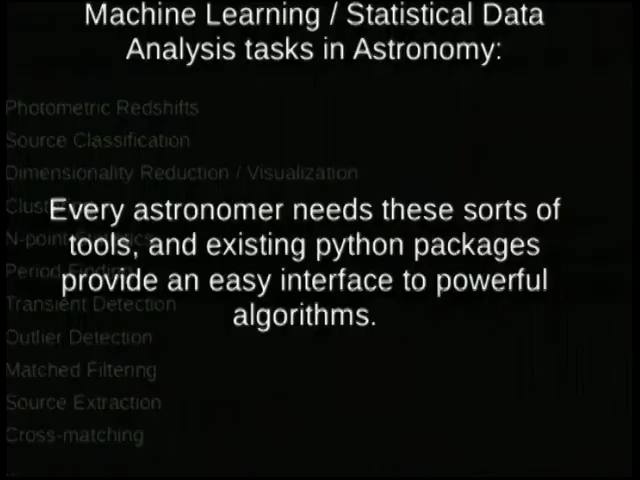 Machine Learning / Statistical Data
Analysis tasks in Astronomy:
Photometric Redshifts
Source Classification
Dimensionality Reduction / Visualization
Every astronomer needs these sorts of
N-point
tools, and existing python packages
Period
provide an easy interface to powerful
Transient Detection
algorithms.
Outlier Detection
Matched Filtering
Source Extraction
Cross-matching